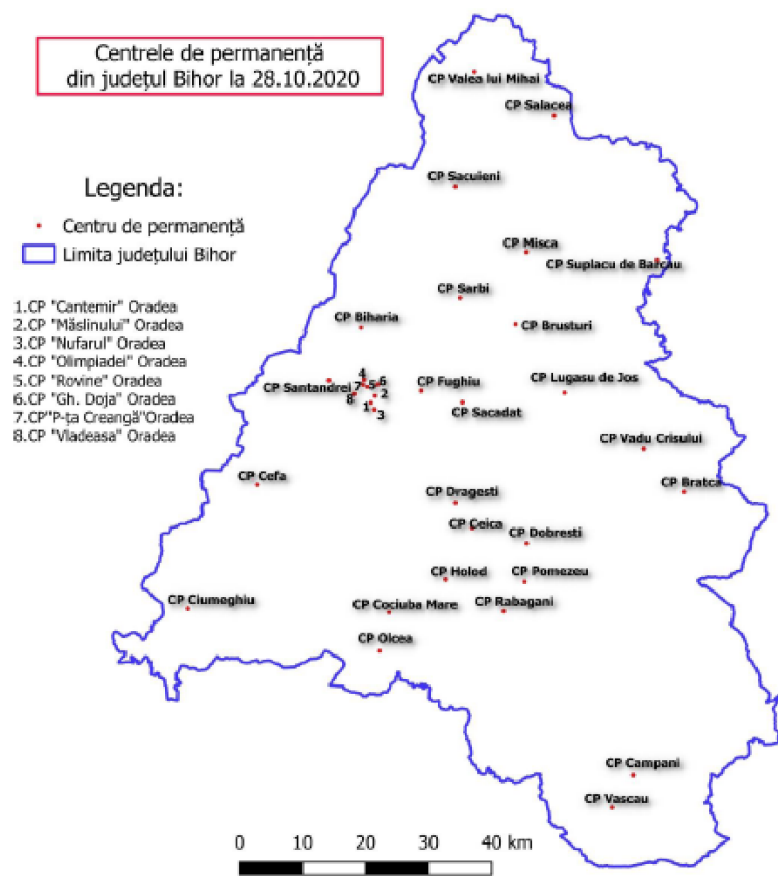 Centrele de permanență
din județul Bihor la 28.10.2020
CP Valea lui Mihai
CP Salacea
CP Sacuieni
Legenda:
Centru de permanență
Limita județului Bihor
CP Misca
CP Suplacu de Barcau
CP Sarbi
CP Biharia
CP Brusturi
1.CP "Cantemir" Oradea
2.CP "Măslinului" Oradea
3.CP "Nufarul" Oradea
4.CP "Olimpiadei" Oradea
5.CP "Rovine" Oradea
6.CP "Gh. Doja" Oradea
7.CP"P-ța Creangă"Oradea
8.CP "Vladeasa" Oradea
CP Santandrei
4
7
5
6
8
2
1
3
CP Fughiu
CP Lugasu de Jos
CP Sacadat
CP Vadu Crisului
CP Cefa
CP Bratca
CP Dragesti
CP Ceica
CP Dobresti
CP Holod
CP Pomezeu
CP Ciumeghiu
CP Cociuba Mare
CP Rabagani
CP Olcea
CP Campani
CP Vascau
0 10 20 30 40 km